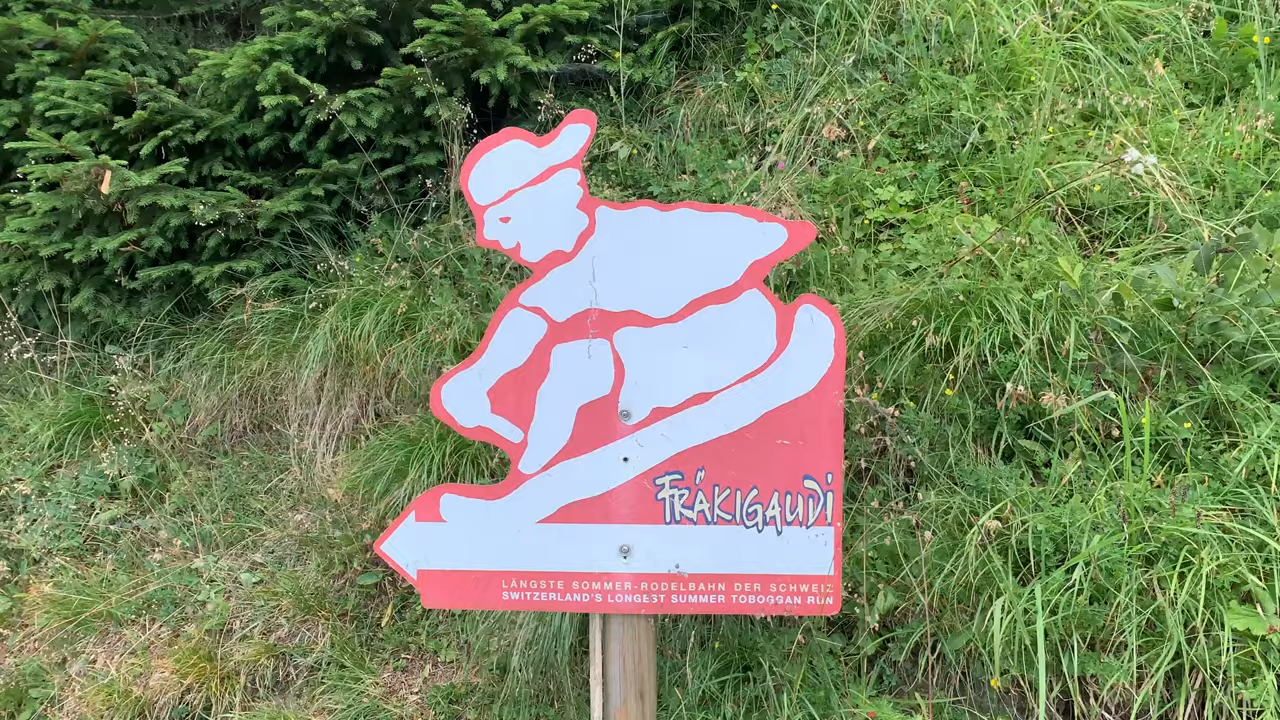 FRÄKIGAUDI
LÄNGSTE SOMMER-RODELBAHN DER SCHWEIZ
SWITZERLAND'S LONGEST SUMMER TOBOGGAN RUN